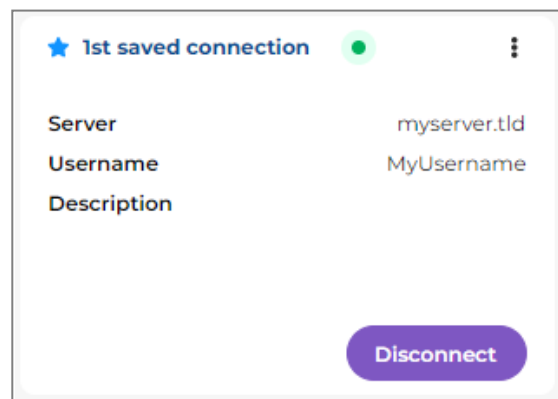 1st saved connection
Server myserver.tld
Username MyUsername
Description
Disconnect